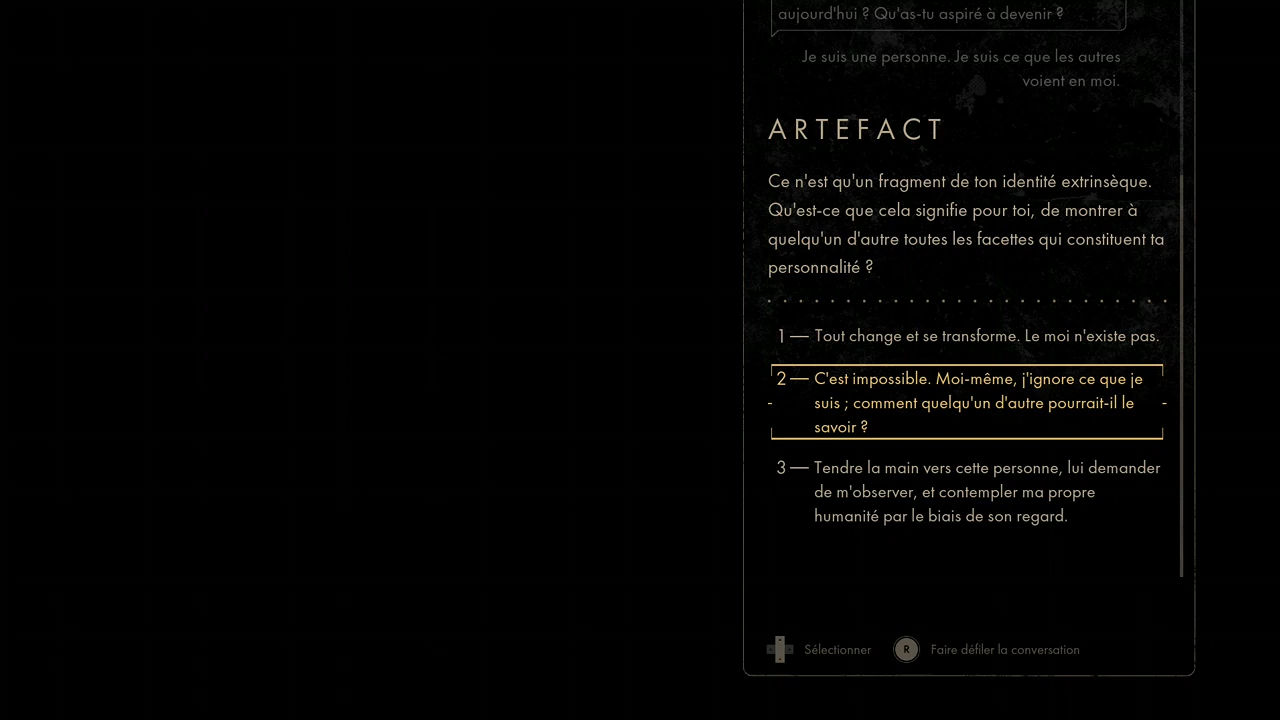 aujourd'hui ? Qu'as-tu aspiré à devenir ?
Je suis une personne. Je suis ce que les autres
voient en moi.
ARTEFACT
Ce n'est qu'un fragment de ton identité extrinsèque.
Qu'est-ce que cela signifie pour toi, de montrer à
quelqu'un d'autre toutes les facettes qui constituent ta
personnalité ?
1 — Tout change et se transforme. Le moi n'existe pas.
2 — C'est impossible. Moi-même, j'ignore ce que je
suis ; comment quelqu'un d'autre pourrait-il le
savoir ?
3 — Tendre la main vers cette personne, lui demander
de m'observer, et contempler ma propre
humanité par le biais de son regard.
Sélectionner R Faire défiler la conversation